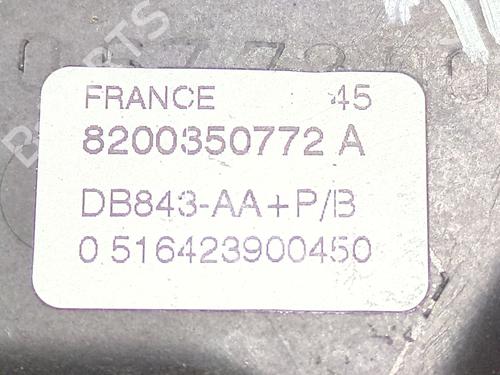 FRANCE 45
8200350772 A
DB843-AA+P/B
0 516423900450